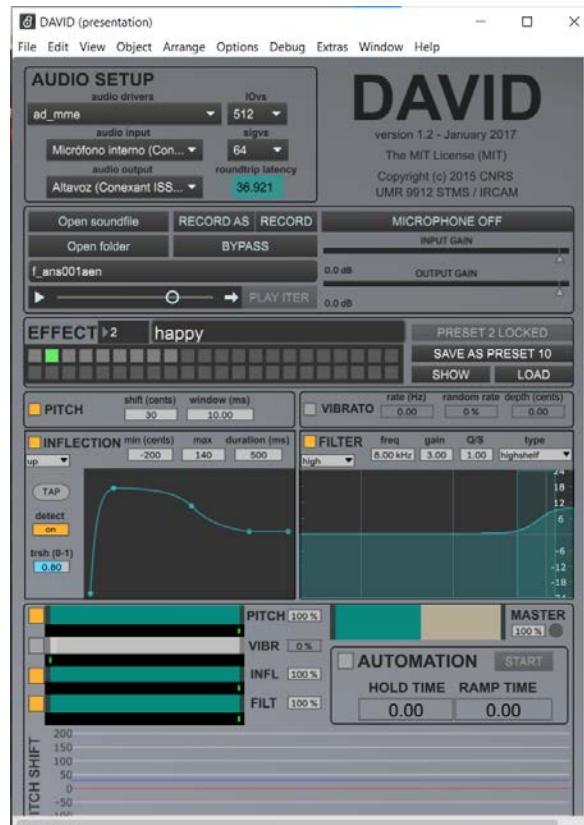 DAVID (presentation)
File Edit View Object Arrange Options Debug Extras Window Help
AUDIO SETUP
audio drivers IOvs
ad_mme 512
audio input sigvs
Micrófono interno (Con... 64
audio output roundtrip latency
Altavoz (Conexant ISS... 36.921
DAVID
version 1.2 - January 2017
The MIT License (MIT)
Copyright (c) 2015 CNRS
UMR 9912 STMS / IRCAM
Open soundfile RECORD AS RECORD
Open folder BYPASS
f_ans001aen
PLAY ITER
MICROPHONE OFF
INPUT GAIN
0.0 dB OUTPUT GAIN
0.0 dB
EFFECT 2 happy
PRESET 2 LOCKED
SAVE AS PRESET 10
SHOW LOAD
PITCH shift (cents) window (ms)
30 10.00
VIBRATO rate (Hz) random rate depth (cents)
0.00 0 % 0.00
INFLECTION min (cents) max duration (ms)
up -200 140 500
TAP
detect
on
trsh (0-1)
0.80
FILTER freq gain Q/S type
high 8.00 kHz 3.00 1.00 highshelf
24
18
12
6
-6
-12
-18
-24
PITCH 100 %
VIBR 0 %
INFL 100 %
FILT 100 %
MASTER
100 %
AUTOMATION START
HOLD TIME RAMP TIME
0.00 0.00
PITCH SHIFT
200
150
100
50
0
-50
-100